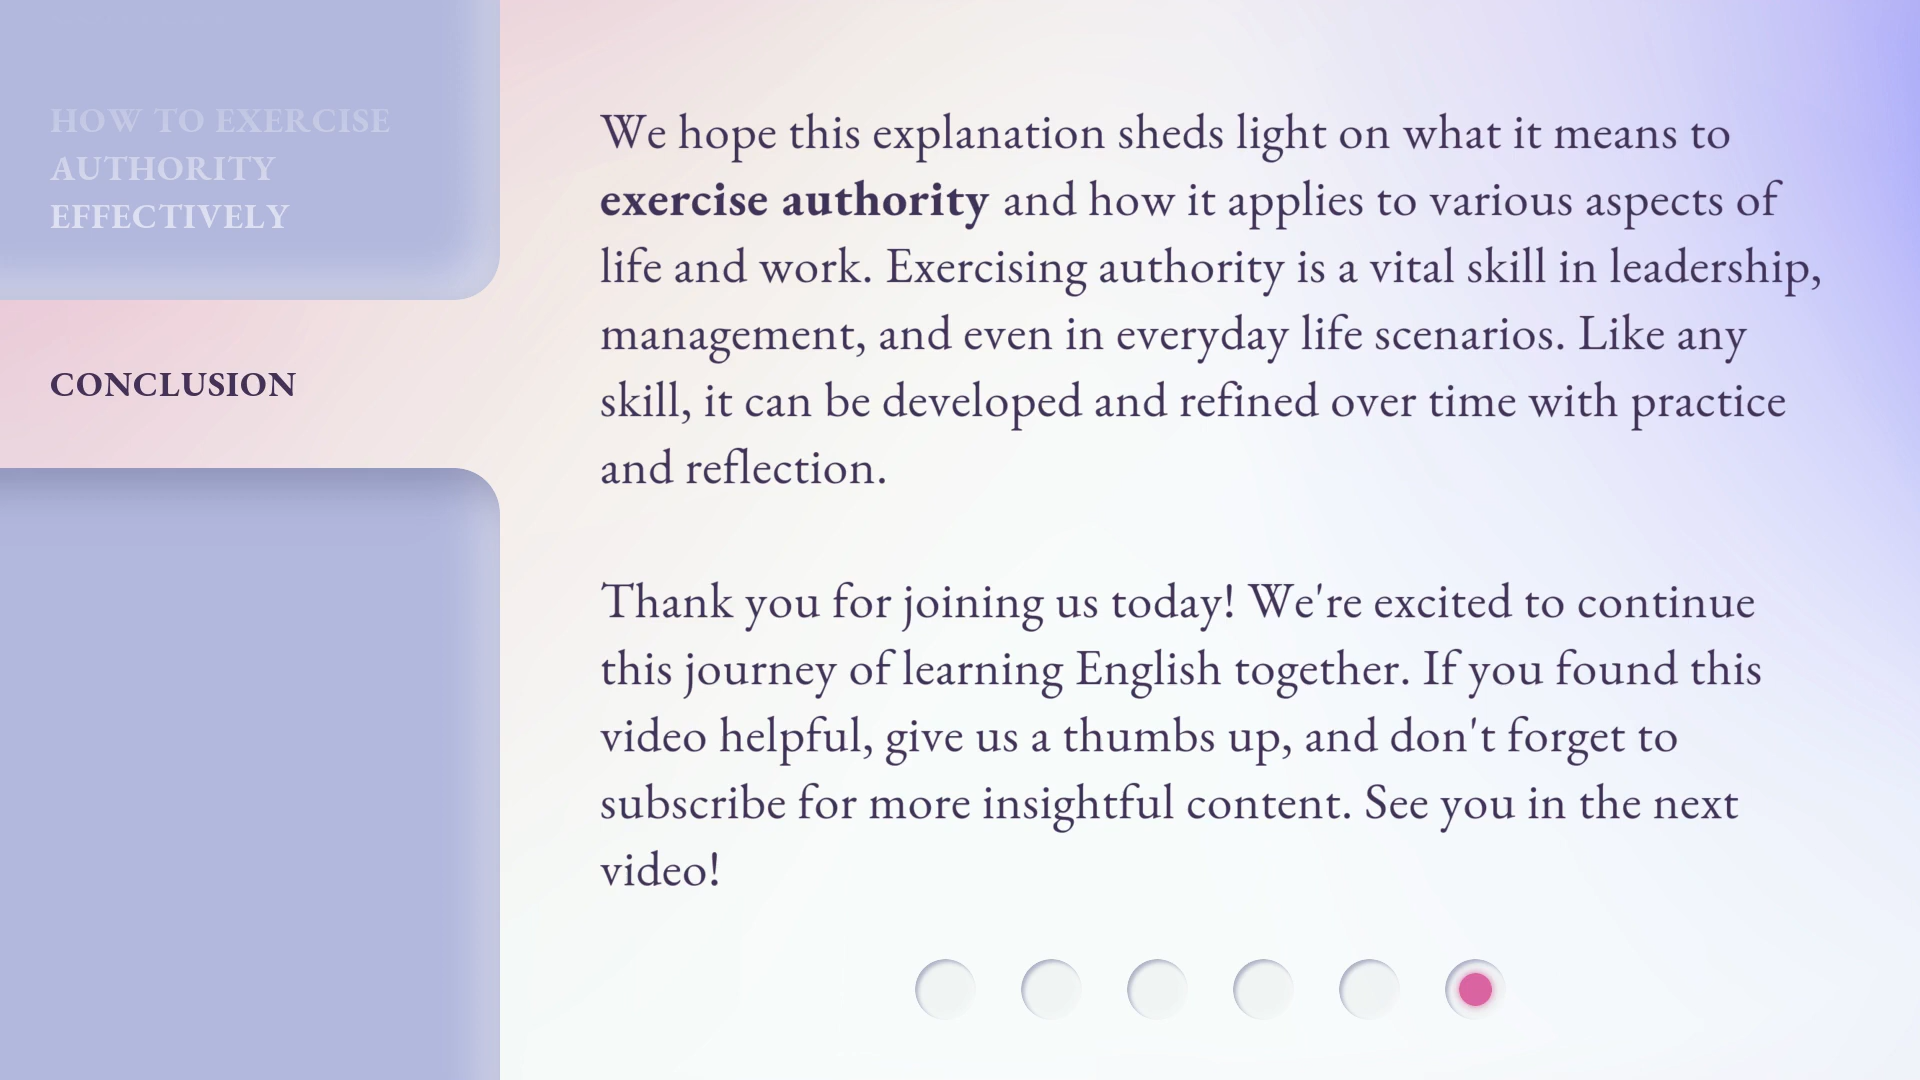 HOW TO EXERCISE
AUTHORITY
EFFECTIVELY
CONCLUSION
We hope this explanation sheds light on what it means to
exercise authority and how it applies to various aspects of
life and work. Exercising authority is a vital skill in leadership,
management, and even in everyday life scenarios. Like any
skill, it can be developed and refined over time with practice
and reflection.
Thank you for joining us today! We're excited to continue
this journey of learning English together. If you found this
video helpful, give us a thumbs up, and don't forget to
subscribe for more insightful content. See you in the next
video!